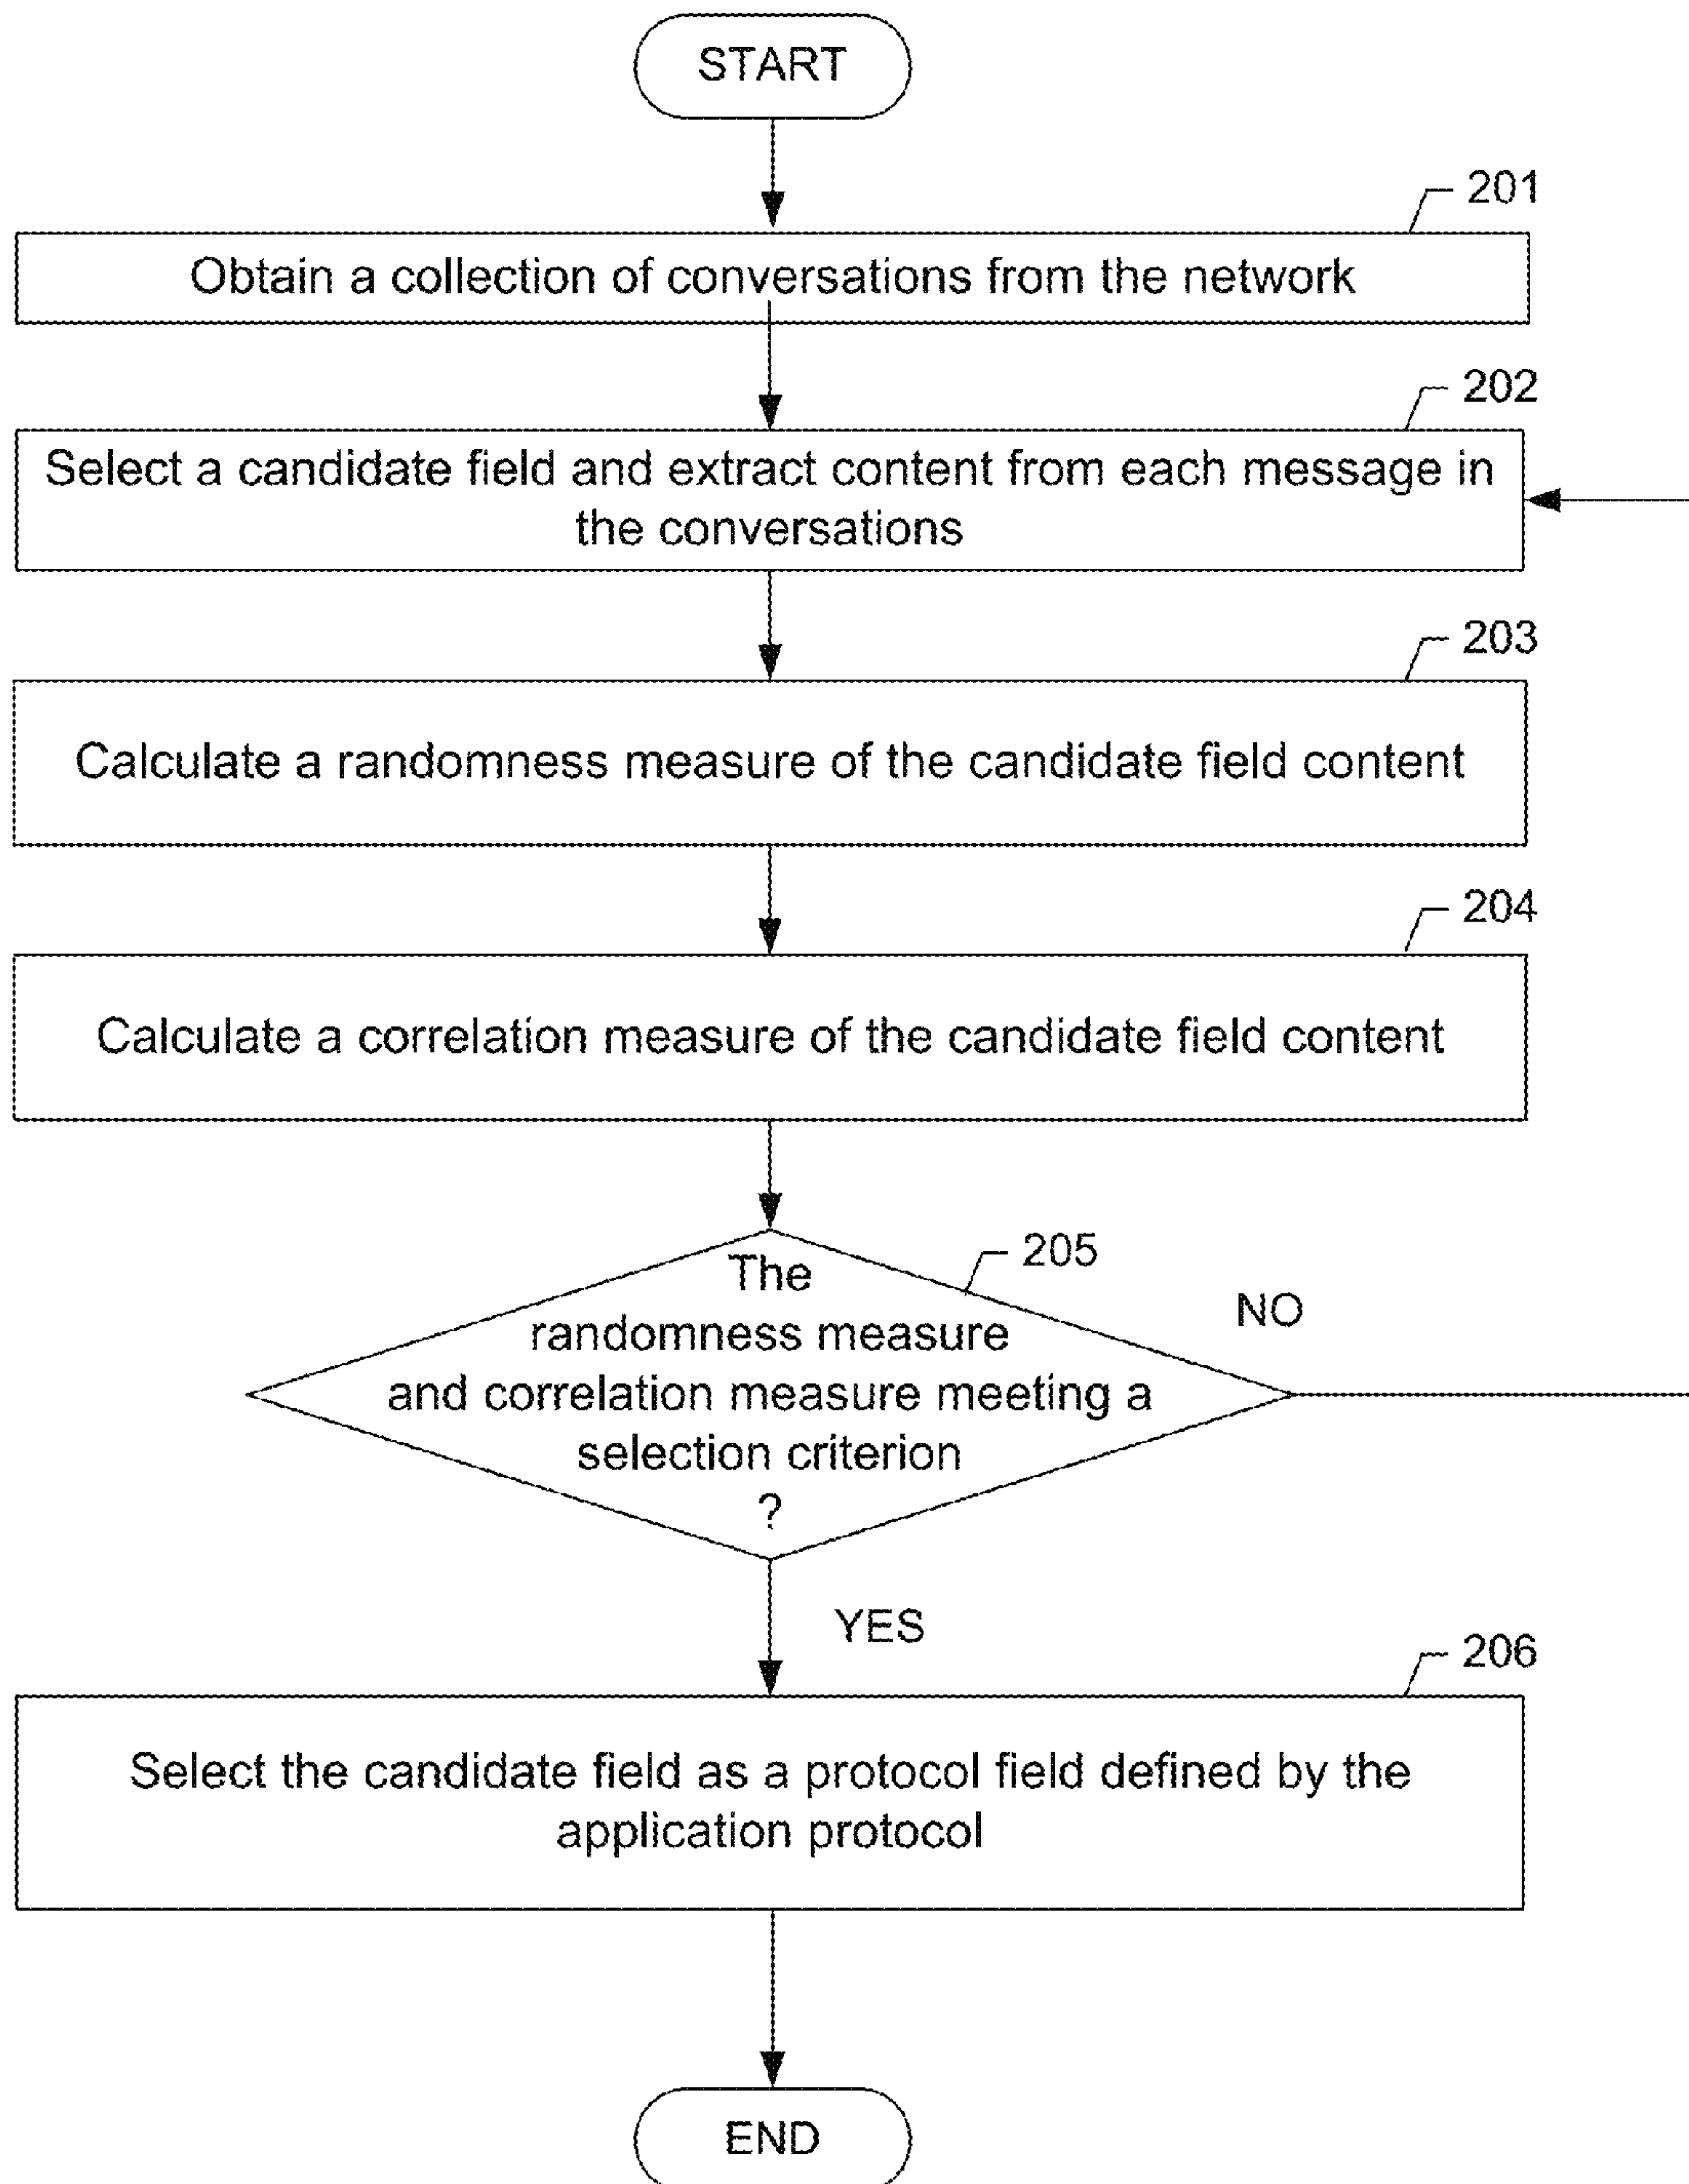 START
201
Obtain a collection of conversations from the network
202
Select a candidate field and extract content from each message in
the conversations
203
Calculate a randomness measure of the candidate field content
204
Calculate a correlation measure of the candidate field content
205
The
randomness measure
and correlation measure meeting a
selection criterion
?
NO
YES
206
Select the candidate field as a protocol field defined by the
application protocol
END